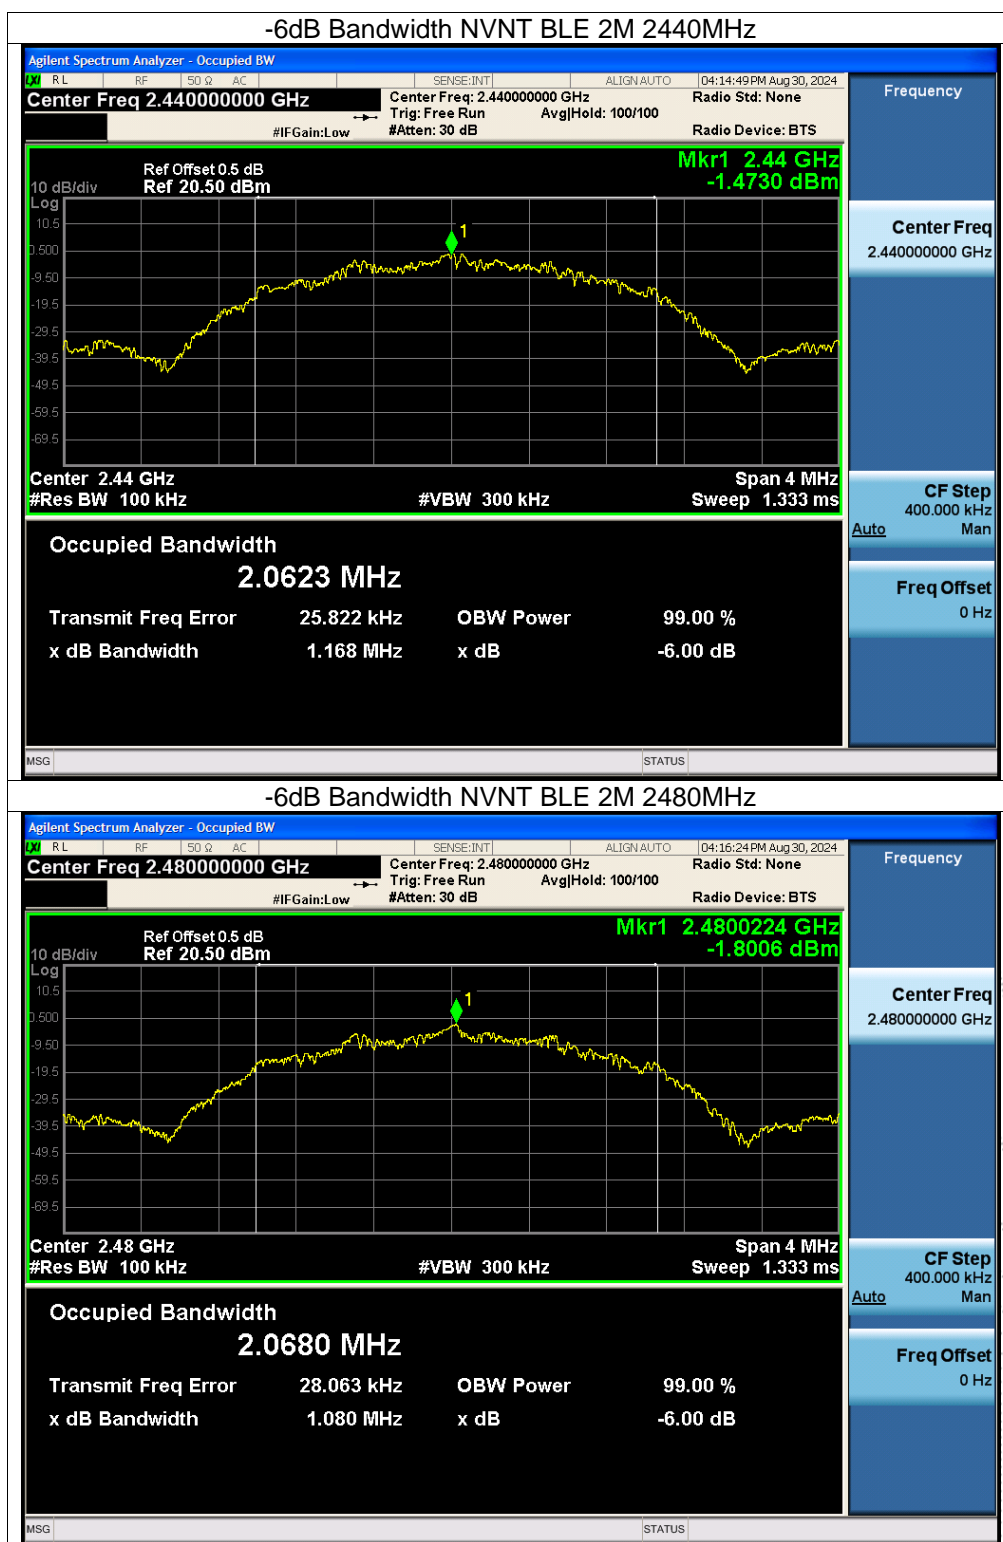 -6dB Bandwidth NVNT BLE 2M 2440MHz
Agilent Spectrum Analyzer - Occupied BW
LXI RL RF 50 Ω AC SENSE:INT ALIGN AUTO 04:14:49 PM Aug 30, 2024
Center Freq 2.440000000 GHz
Center Freq: 2.440000000 GHz Radio Std: None
Trig: Free Run Avg|Hold: 100/100
#IFGain:Low #Atten: 30 dB Radio Device: BTS
Mkr1 2.44 GHz
-1.4730 dBm
Ref Offset 0.5 dB
10 dB/div Ref 20.50 dBm
Log
10.5
0.500
-9.50
-19.5
-29.5
-39.5
-49.5
-59.5
-69.5
1
Center 2.44 GHz Span 4 MHz
#Res BW 100 kHz #VBW 300 kHz Sweep 1.333 ms
Occupied Bandwidth
2.0623 MHz
Transmit Freq Error 25.822 kHz OBW Power 99.00 %
x dB Bandwidth 1.168 MHz x dB -6.00 dB
MSG STATUS
Frequency
Center Freq
2.440000000 GHz
CF Step
400.000 kHz
Auto Man
Freq Offset
0 Hz
-6dB Bandwidth NVNT BLE 2M 2480MHz
Agilent Spectrum Analyzer - Occupied BW
LXI RL RF 50 Ω AC SENSE:INT ALIGN AUTO 04:16:24 PM Aug 30, 2024
Center Freq 2.480000000 GHz
Center Freq: 2.480000000 GHz Radio Std: None
Trig: Free Run Avg|Hold: 100/100
#IFGain:Low #Atten: 30 dB Radio Device: BTS
Mkr1 2.4800224 GHz
-1.8006 dBm
Ref Offset 0.5 dB
10 dB/div Ref 20.50 dBm
Log
10.5
0.500
-9.50
-19.5
-29.5
-39.5
-49.5
-59.5
-69.5
1
Center 2.48 GHz Span 4 MHz
#Res BW 100 kHz #VBW 300 kHz Sweep 1.333 ms
Occupied Bandwidth
2.0680 MHz
Transmit Freq Error 28.063 kHz OBW Power 99.00 %
x dB Bandwidth 1.080 MHz x dB -6.00 dB
MSG STATUS
Frequency
Center Freq
2.480000000 GHz
CF Step
400.000 kHz
Auto Man
Freq Offset
0 Hz